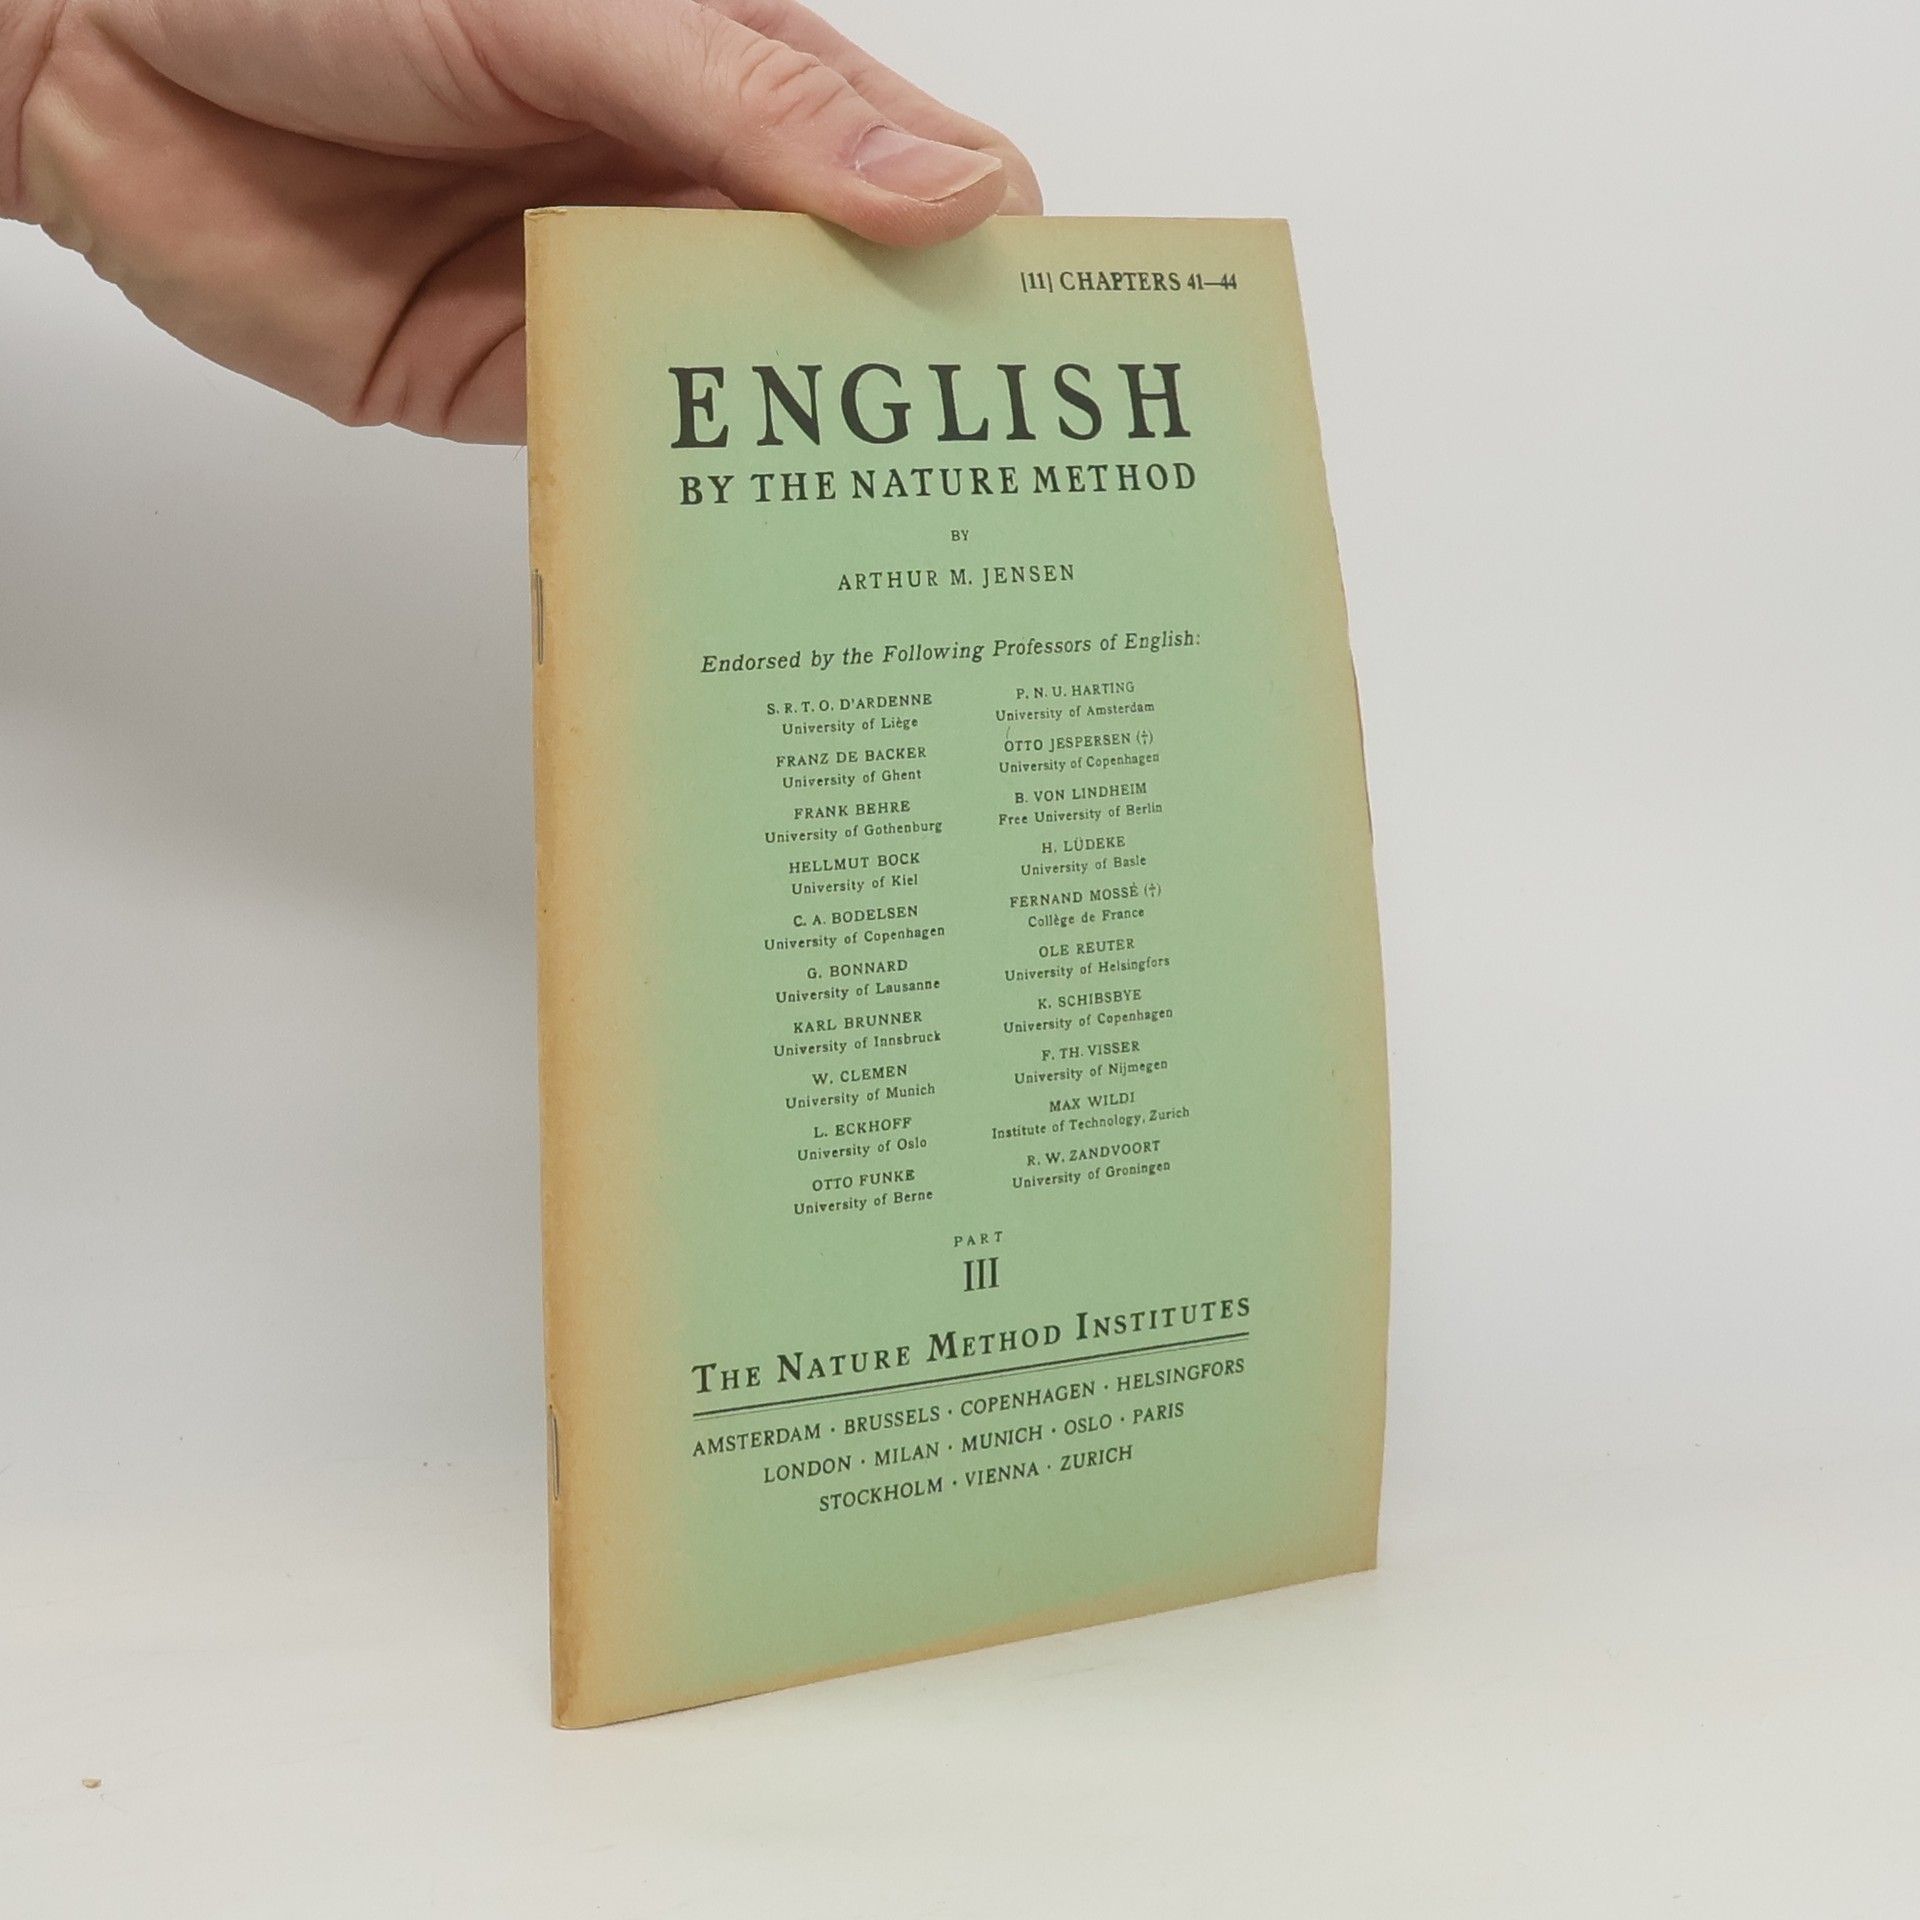 [11] CHAPTERS 41—44
ENGLISH
BY THE NATURE METHOD
BY
ARTHUR M. JENSEN
Endorsed by the Following Professors of English:
S. R. T. O. D'ARDENNE
University of Liège
FRANZ DE BACKER
University of Ghent
FRANK BEHRE
University of Gothenburg
HELLMUT BOCK
University of Kiel
C. A. BODELSEN
University of Copenhagen
G. BONNARD
University of Lausanne
KARL BRUNNER
University of Innsbruck
W. CLEMEN
University of Munich
L. ECKHOFF
University of Oslo
OTTO FUNKE
University of Berne
P. N. U. HARTING
University of Amsterdam
OTTO JESPERSEN (†)
University of Copenhagen
B. VON LINDHEIM
Free University of Berlin
H. LÜDEKE
University of Basle
FERNAND MOSSÉ (†)
Collège de France
OLE REUTER
University of Helsingfors
K. SCHIBSBYE
University of Copenhagen
F. TH. VISSER
University of Nijmegen
MAX WILDI
Institute of Technology, Zurich
R. W. ZANDVOORT
University of Groningen
PART
III
THE NATURE METHOD INSTITUTES
AMSTERDAM · BRUSSELS · COPENHAGEN · HELSINGFORS
LONDON · MILAN · MUNICH · OSLO · PARIS
STOCKHOLM · VIENNA · ZURICH